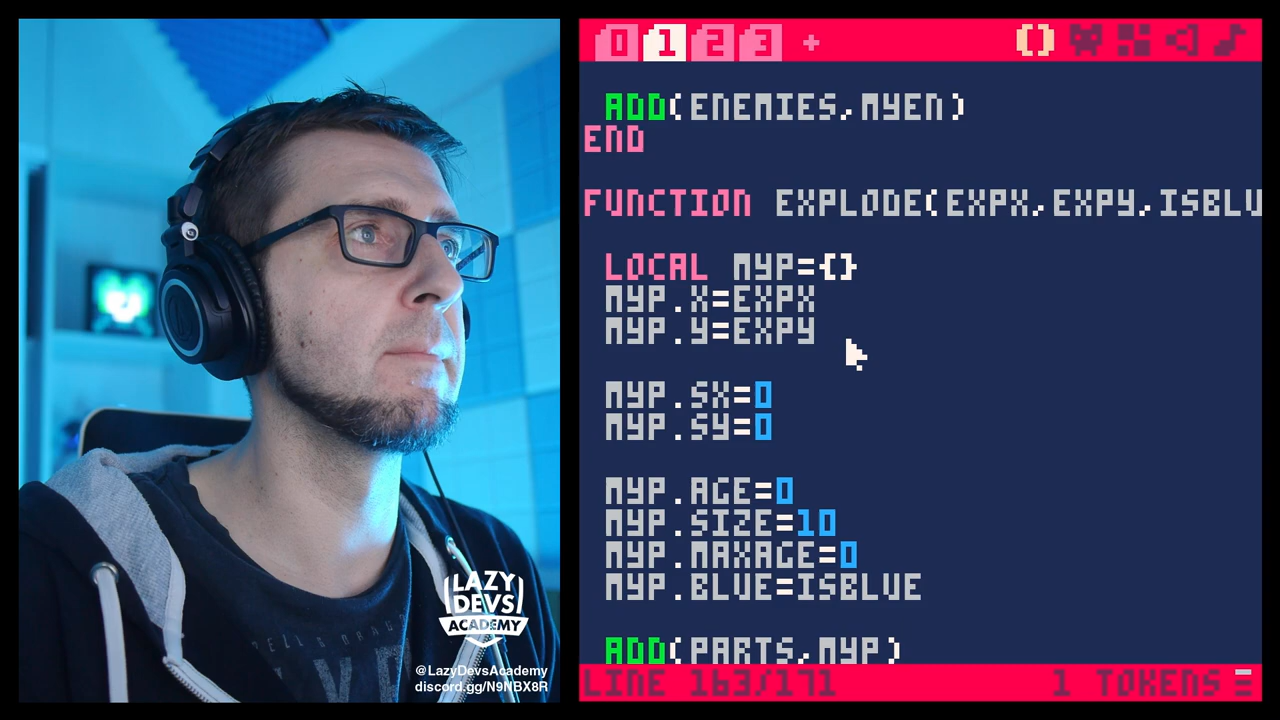 LAZY
DEVS
ACADEMY
@LazyDevsAcademy
discord.gg/N9NBX8R
0 1 2 3 +
ADD(ENEMIES,MYEN)
END
FUNCTION EXPLODE(EXPX,EXPY,ISBLU
LOCAL MYP={}
MYP.X=EXPX
MYP.Y=EXPY
MYP.SX=0
MYP.SY=0
MYP.AGE=0
MYP.SIZE=10
MYP.MAXAGE=0
MYP.BLUE=ISBLUE
ADD(PARTS,MYP)
LINE 163/171 1 TOKENS